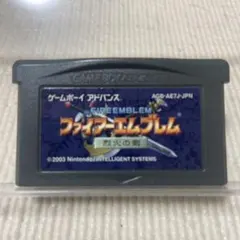 GAME BOY ADVANCE
ゲームボーイ アドバンス
AGB-AE7J-JPN
FIRE EMBLEM
ファイアーエムブレム
烈火の剣
©2003 Nintendo/INTELLIGENT SYSTEMS